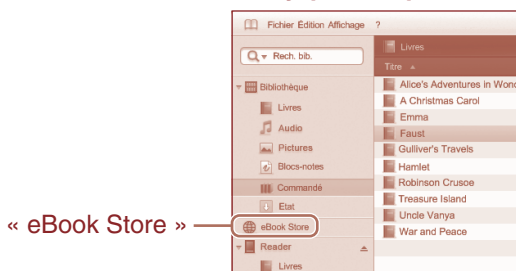 Fichier Édition Affichage ?
Rech. bib.
Livres
Titre
Bibliothèque
Livres
Audio
Pictures
Blocs-notes
Commandé
Etat
eBook Store
Reader
Livres
Alice's Adventures in Wond
A Christmas Carol
Emma
Faust
Gulliver's Travels
Hamlet
Robinson Crusoe
Treasure Island
Uncle Vanya
War and Peace
« eBook Store »